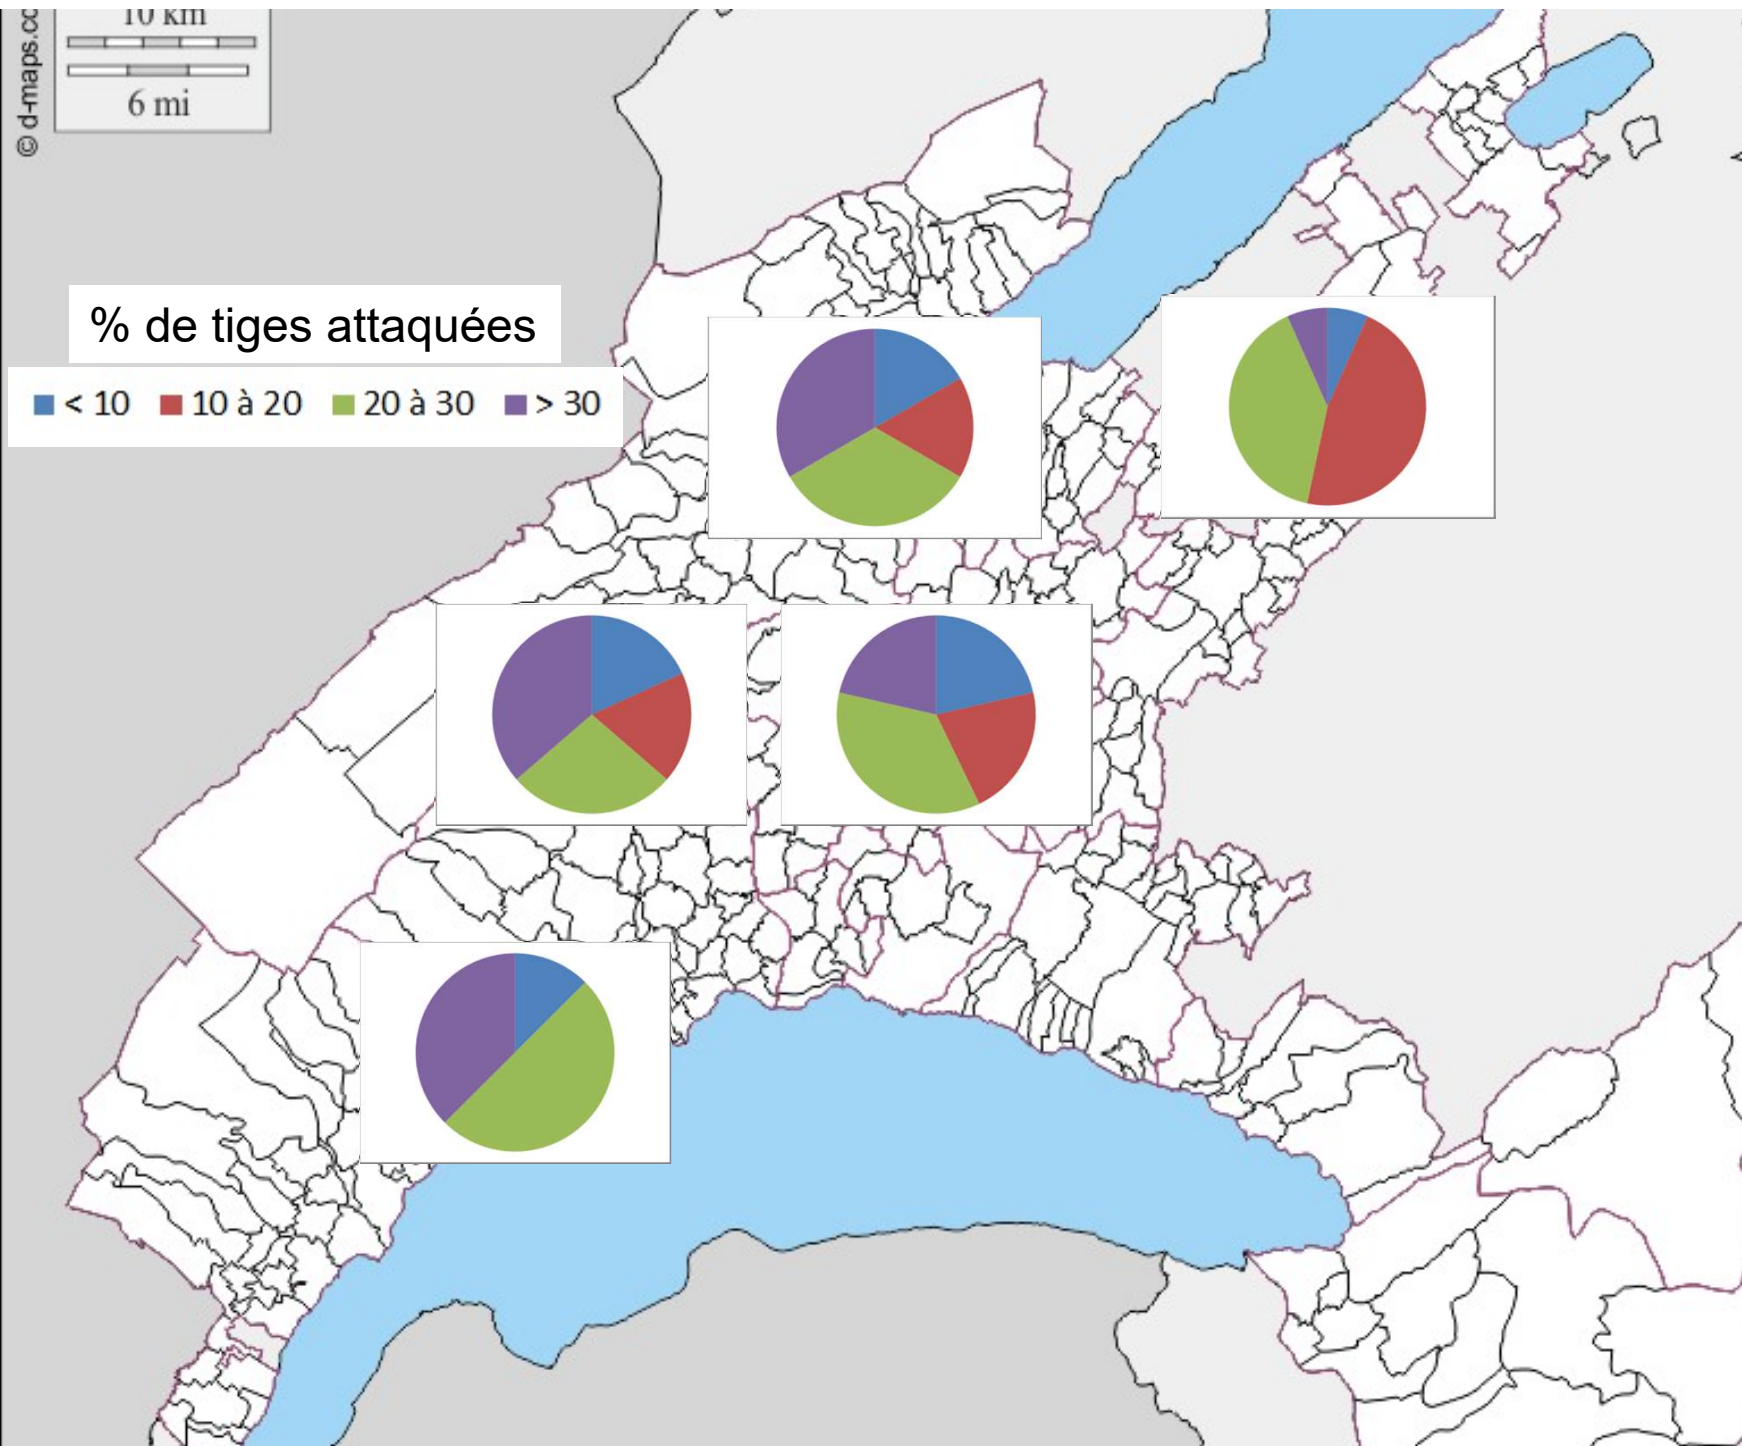 10 km
6 mi
© d-maps.co
% de tiges attaquées
< 10 10 à 20 20 à 30 > 30